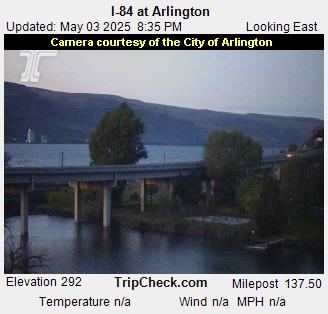 I-84 at Arlington
Updated: May 03 2025 8:35 PM Looking East
Camera courtesy of the City of Arlington
Elevation 292 TripCheck.com Milepost 137.50
Temperature n/a Wind n/a MPH n/a